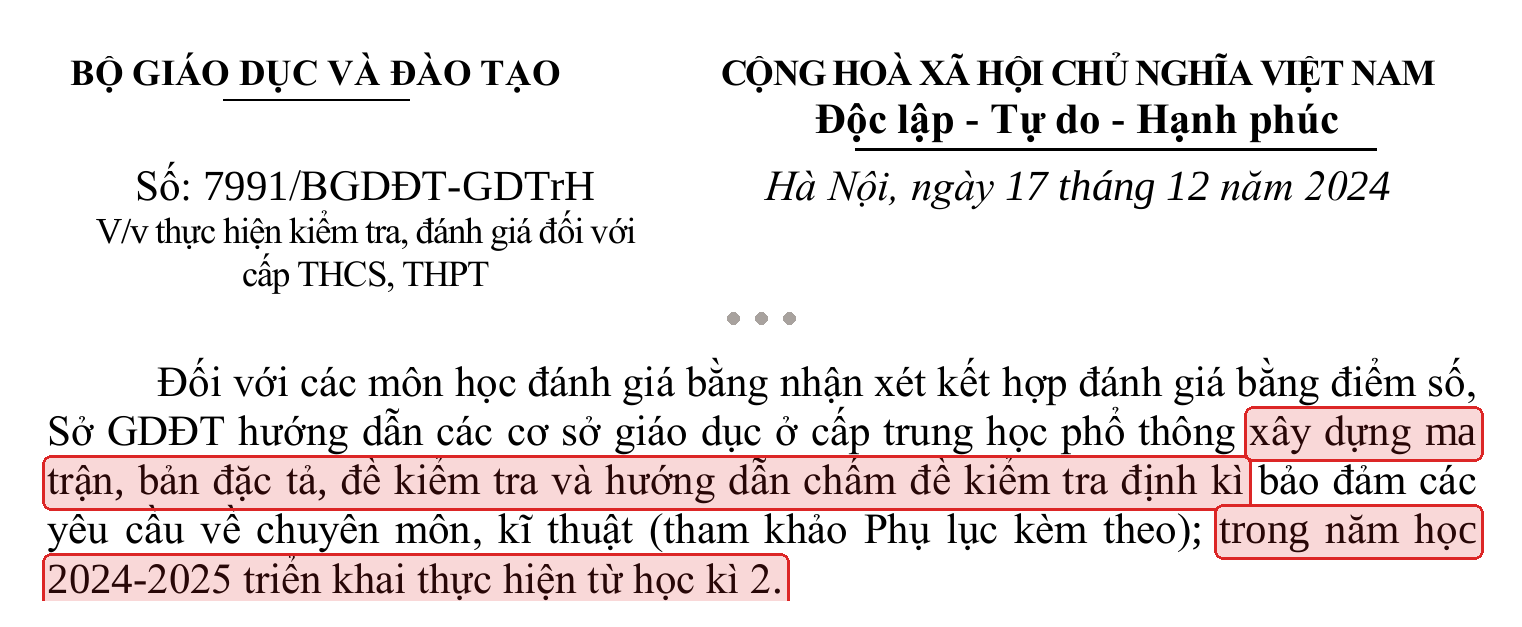 BỘ GIÁO DỤC VÀ ĐÀO TẠO
CỘNG HOÀ XÃ HỘI CHỦ NGHĨA VIỆT NAM
Độc lập - Tự do - Hạnh phúc
Số: 7991/BGDĐT-GDTrH
Hà Nội, ngày 17 tháng 12 năm 2024
V/v thực hiện kiểm tra, đánh giá đối với
cấp THCS, THPT
Đối với các môn học đánh giá bằng nhận xét kết hợp đánh giá bằng điểm số,
Sở GDĐT hướng dẫn các cơ sở giáo dục ở cấp trung học phổ thông xây dựng ma
trận, bản đặc tả, đề kiểm tra và hướng dẫn chấm đề kiểm tra định kì bảo đảm các
yêu cầu về chuyên môn, kĩ thuật (tham khảo Phụ lục kèm theo); trong năm học
2024-2025 triển khai thực hiện từ học kì 2.